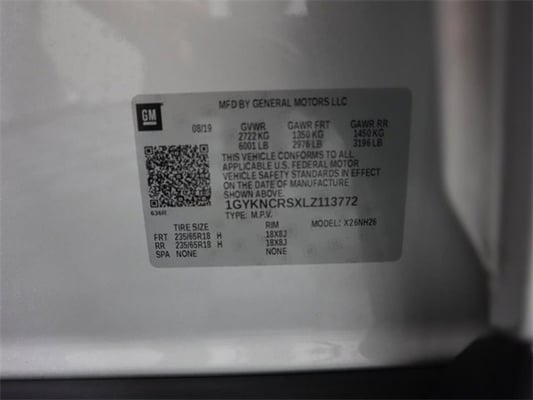 MFD BY GENERAL MOTORS LLC
GM
08/19 GVWR GAWR FRT GAWR RR
2722 KG 1350 KG 1450 KG
6001 LB 2976 LB 3196 LB
THIS VEHICLE CONFORMS TO ALL
APPLICABLE U.S. FEDERAL MOTOR
VEHICLE SAFETY STANDARDS IN EFFECT
ON THE DATE OF MANUFACTURE
SHOWN ABOVE.
1GYKNCRSXLZ113772
636R TYPE: M.P.V. MODEL: X26NH26
TIRE SIZE RIM
FRT 235/65R18 H 18X8J
RR 235/65R18 H 18X8J
SPA NONE NONE